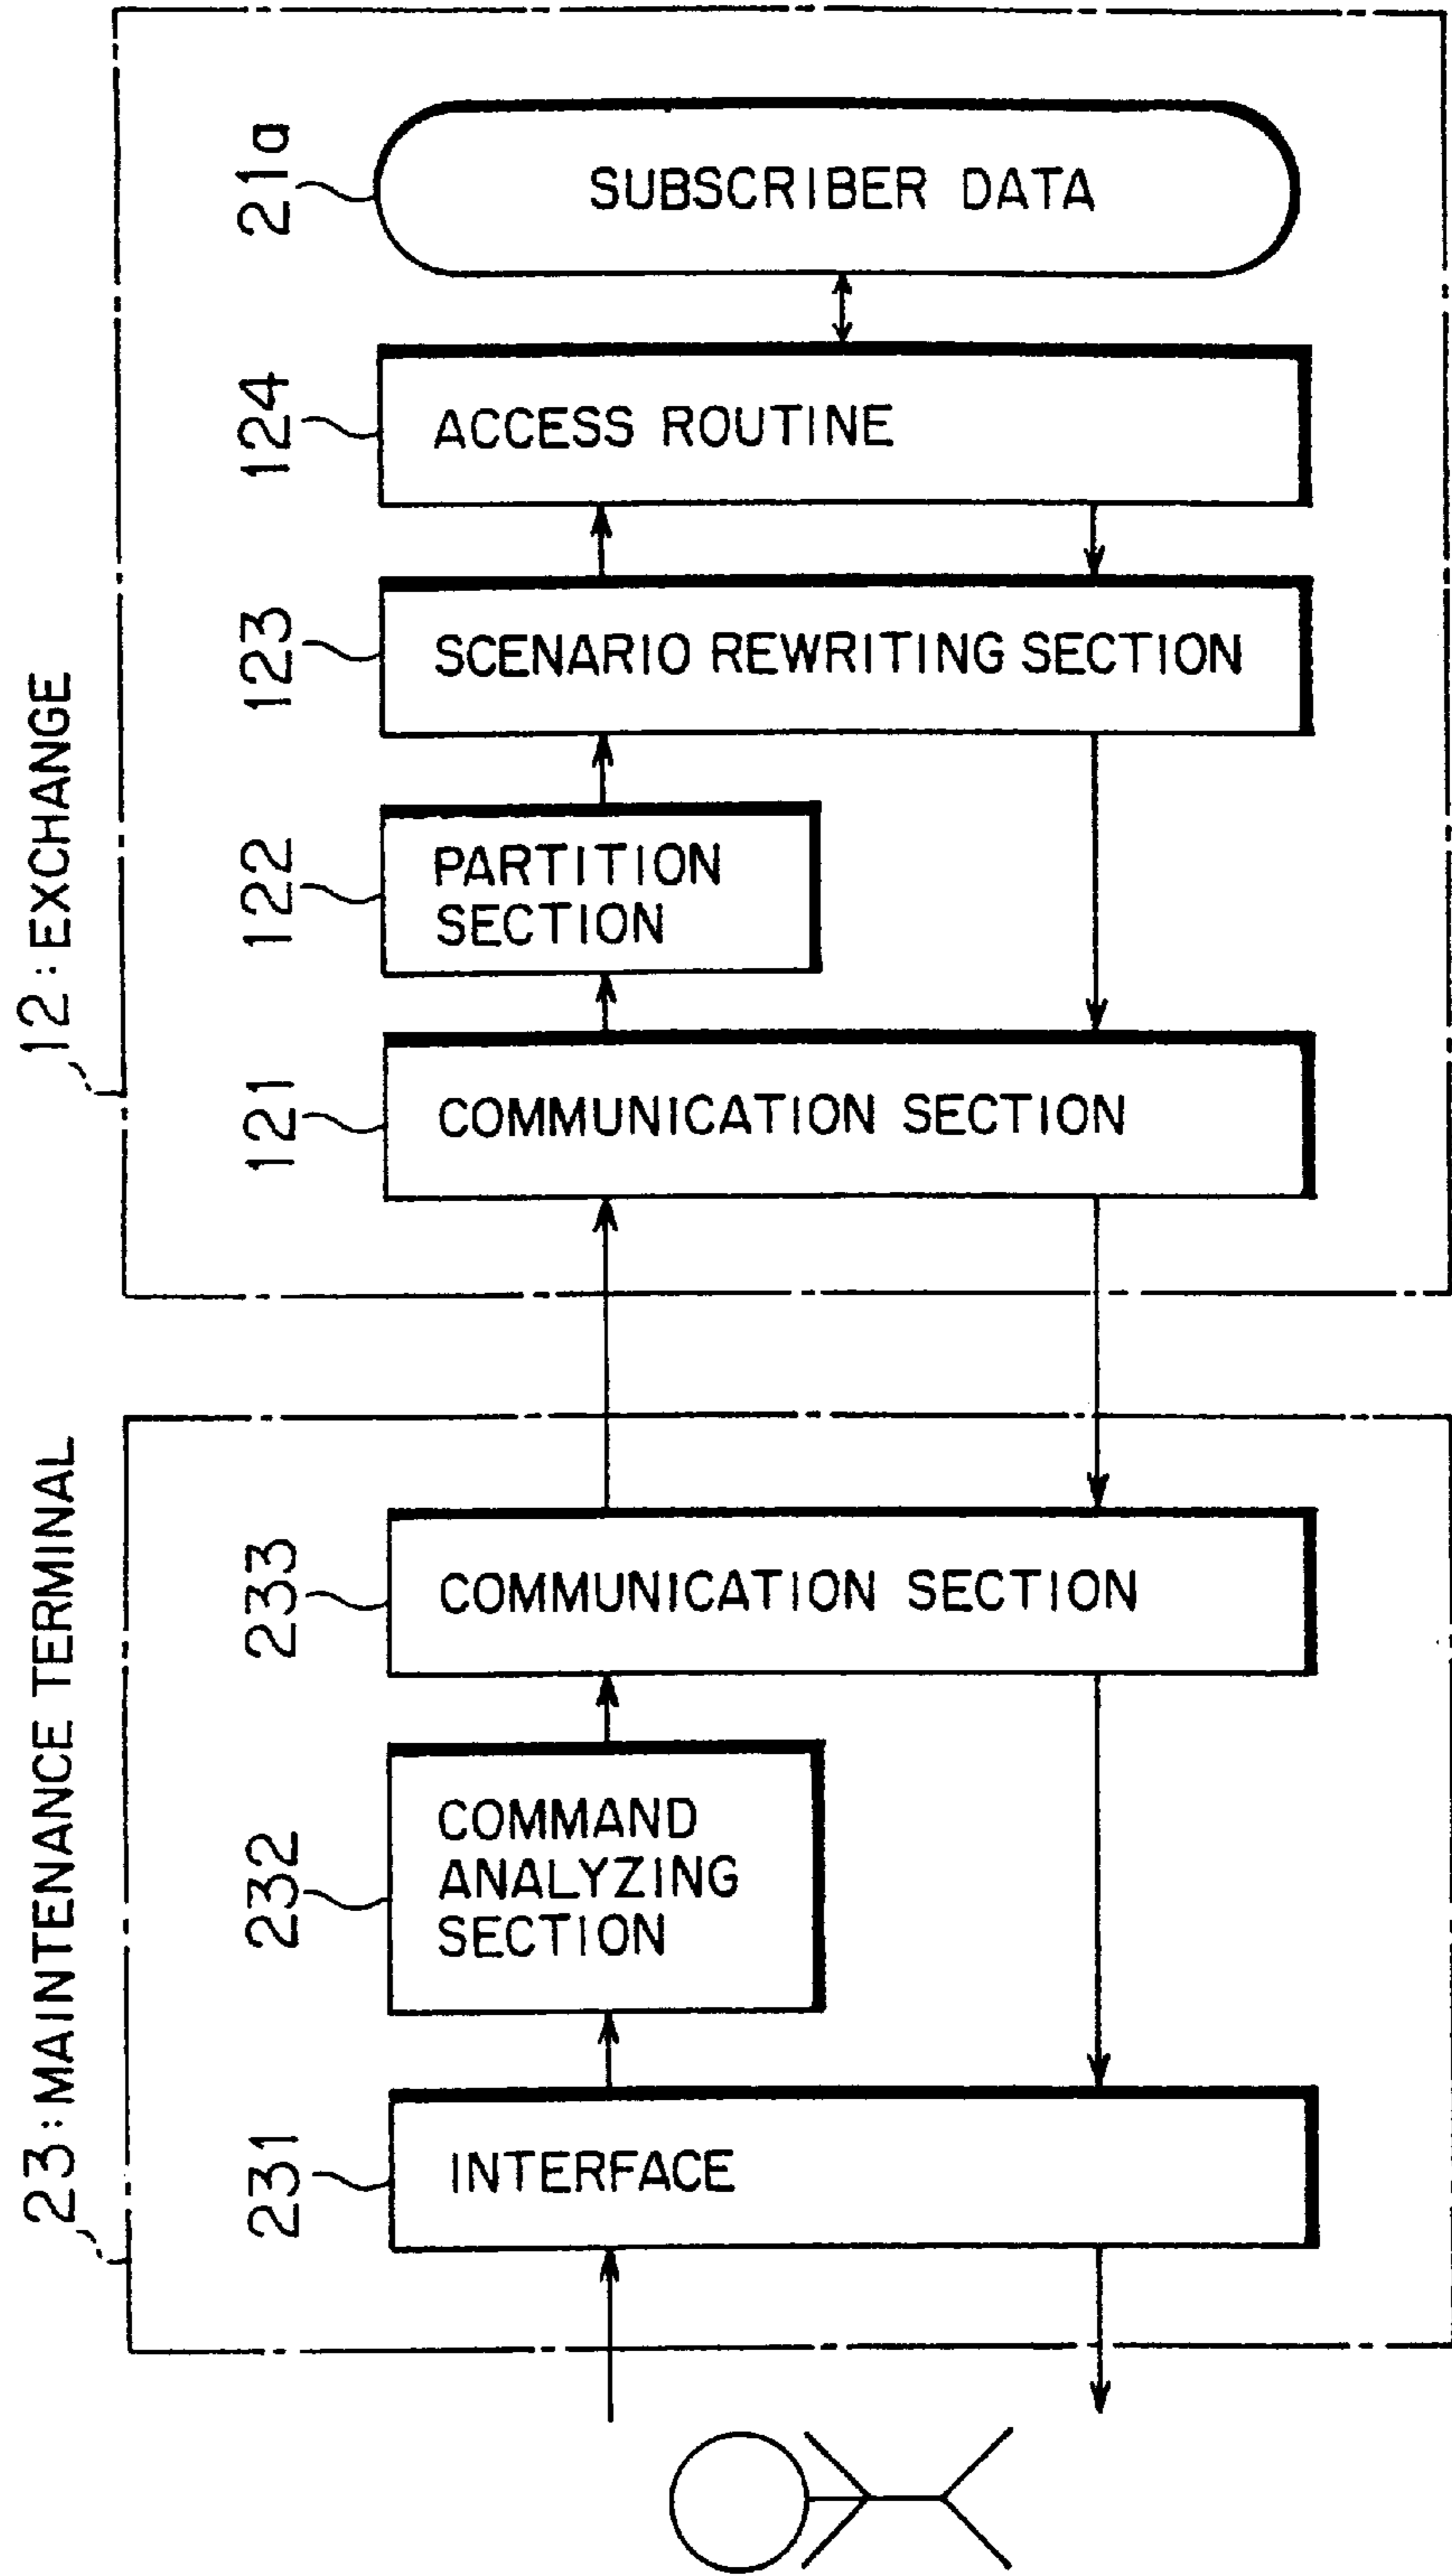 12: EXCHANGE
21a
SUBSCRIBER DATA
124
ACCESS ROUTINE
123
SCENARIO REWRITING SECTION
122
PARTITION
SECTION
121
COMMUNICATION SECTION
23: MAINTENANCE TERMINAL
233
COMMUNICATION SECTION
232
COMMAND
ANALYZING
SECTION
231
INTERFACE